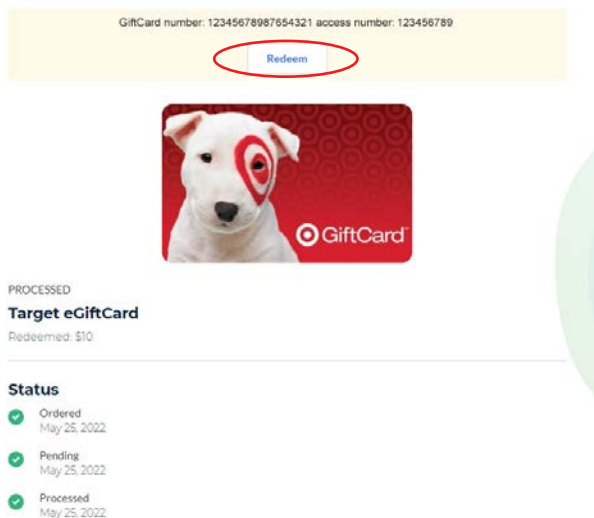 GiftCard number: 12345678987654321 access number: 123456789
Redeem
GiftCard
PROCESSED
Target eGiftCard
Redeemed: $10
Status
Ordered
May 25, 2022
Pending
May 25, 2022
Processed
May 25, 2022